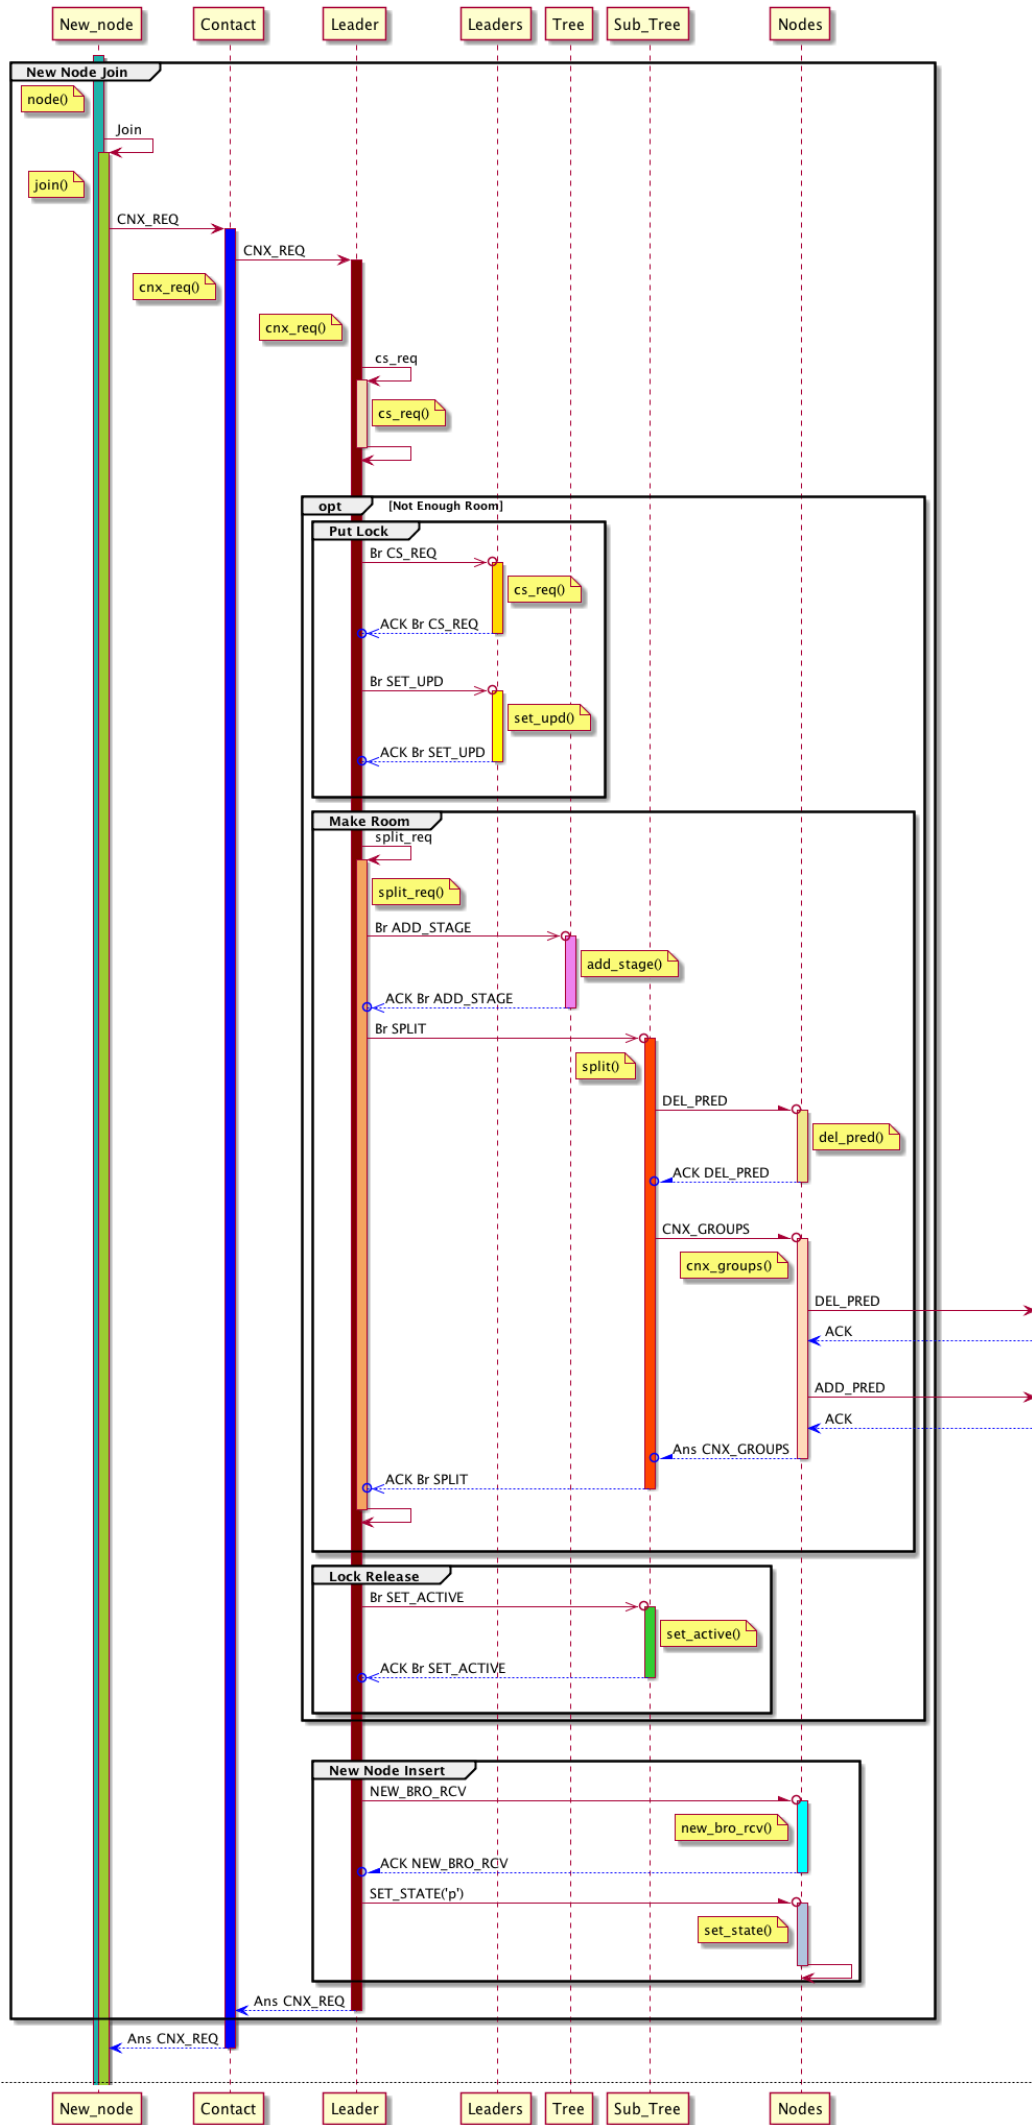 New_node Contact Leader Leaders Tree Sub_Tree Nodes
New Node Join
node()
Join
join()
CNX_REQ
CNX_REQ
cnx_req()
cnx_req()
cs_req
cs_req()
opt [Not Enough Room]
Put Lock
Br CS_REQ
cs_req()
ACK Br CS_REQ
Br SET_UPD
set_upd()
ACK Br SET_UPD
Make Room
split_req
split_req()
Br ADD_STAGE
add_stage()
ACK Br ADD_STAGE
Br SPLIT
split()
DEL_PRED
del_pred()
ACK DEL_PRED
CNX_GROUPS
cnx_groups()
DEL_PRED
ACK
ADD_PRED
ACK
Ans CNX_GROUPS
ACK Br SPLIT
Lock Release
Br SET_ACTIVE
set_active()
ACK Br SET_ACTIVE
New Node Insert
NEW_BRO_RCV
new_bro_rcv()
ACK NEW_BRO_RCV
SET_STATE('p')
set_state()
Ans CNX_REQ
Ans CNX_REQ
New_node Contact Leader Leaders Tree Sub_Tree Nodes